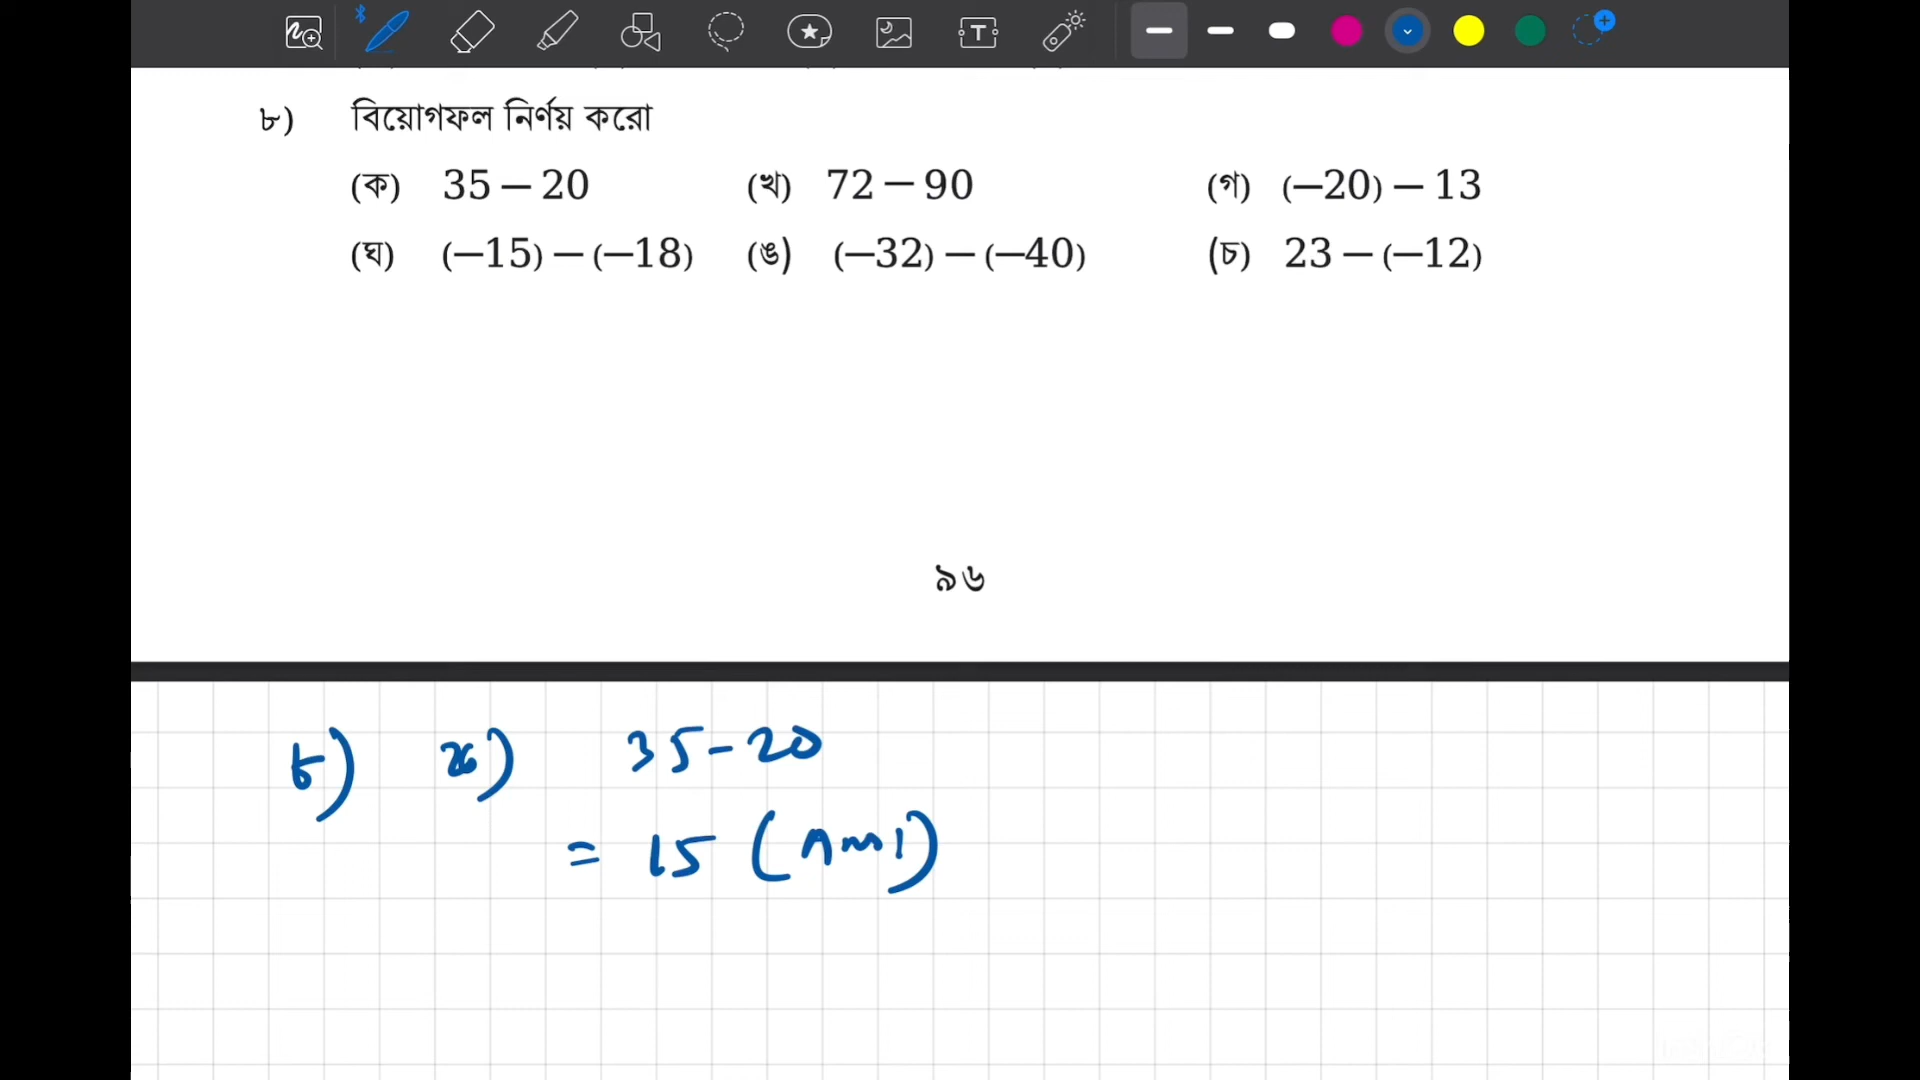 ৮) বিয়োগফল নির্ণয় করো
(ক) 35 – 20 (খ) 72 – 90 (গ) (–20) – 13
(ঘ) (–15) – (–18) (ঙ) (–32) – (–40) (চ) 23 – (–12)
৯৬
৮) ক) 35-20
= 15 (Ans)